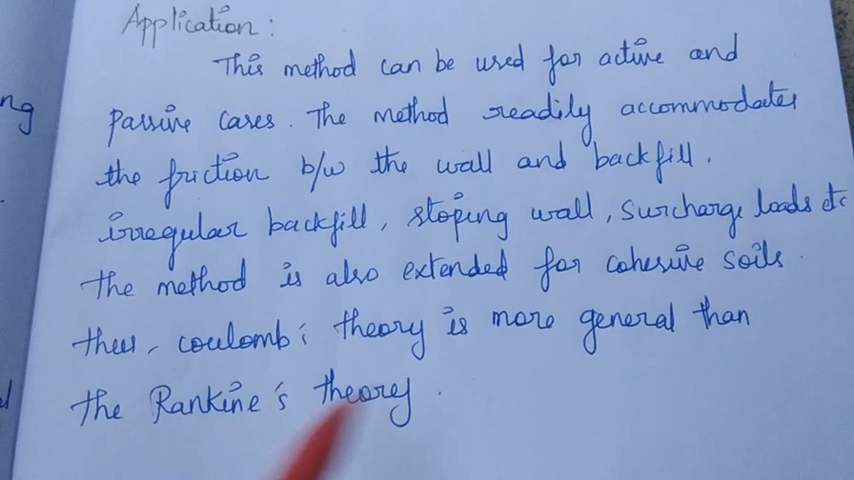 Application:
This method can be used for active and
passive cases. The method readily accommodates
the friction b/w the wall and backfill.
irregular backfill, sloping wall, surcharge loads etc
the method is also extended for cohesive soils.
thus, coulomb's theory is more general than
the Rankine's theory.
ng